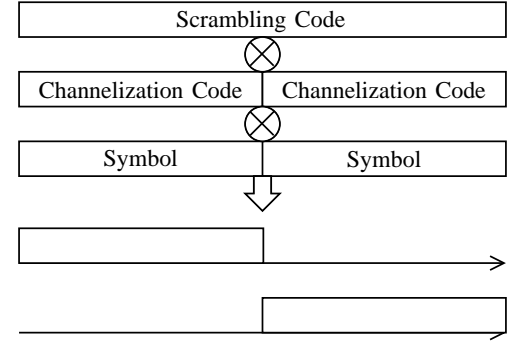 Scrambling Code
Channelization Code Channelization Code
Symbol Symbol